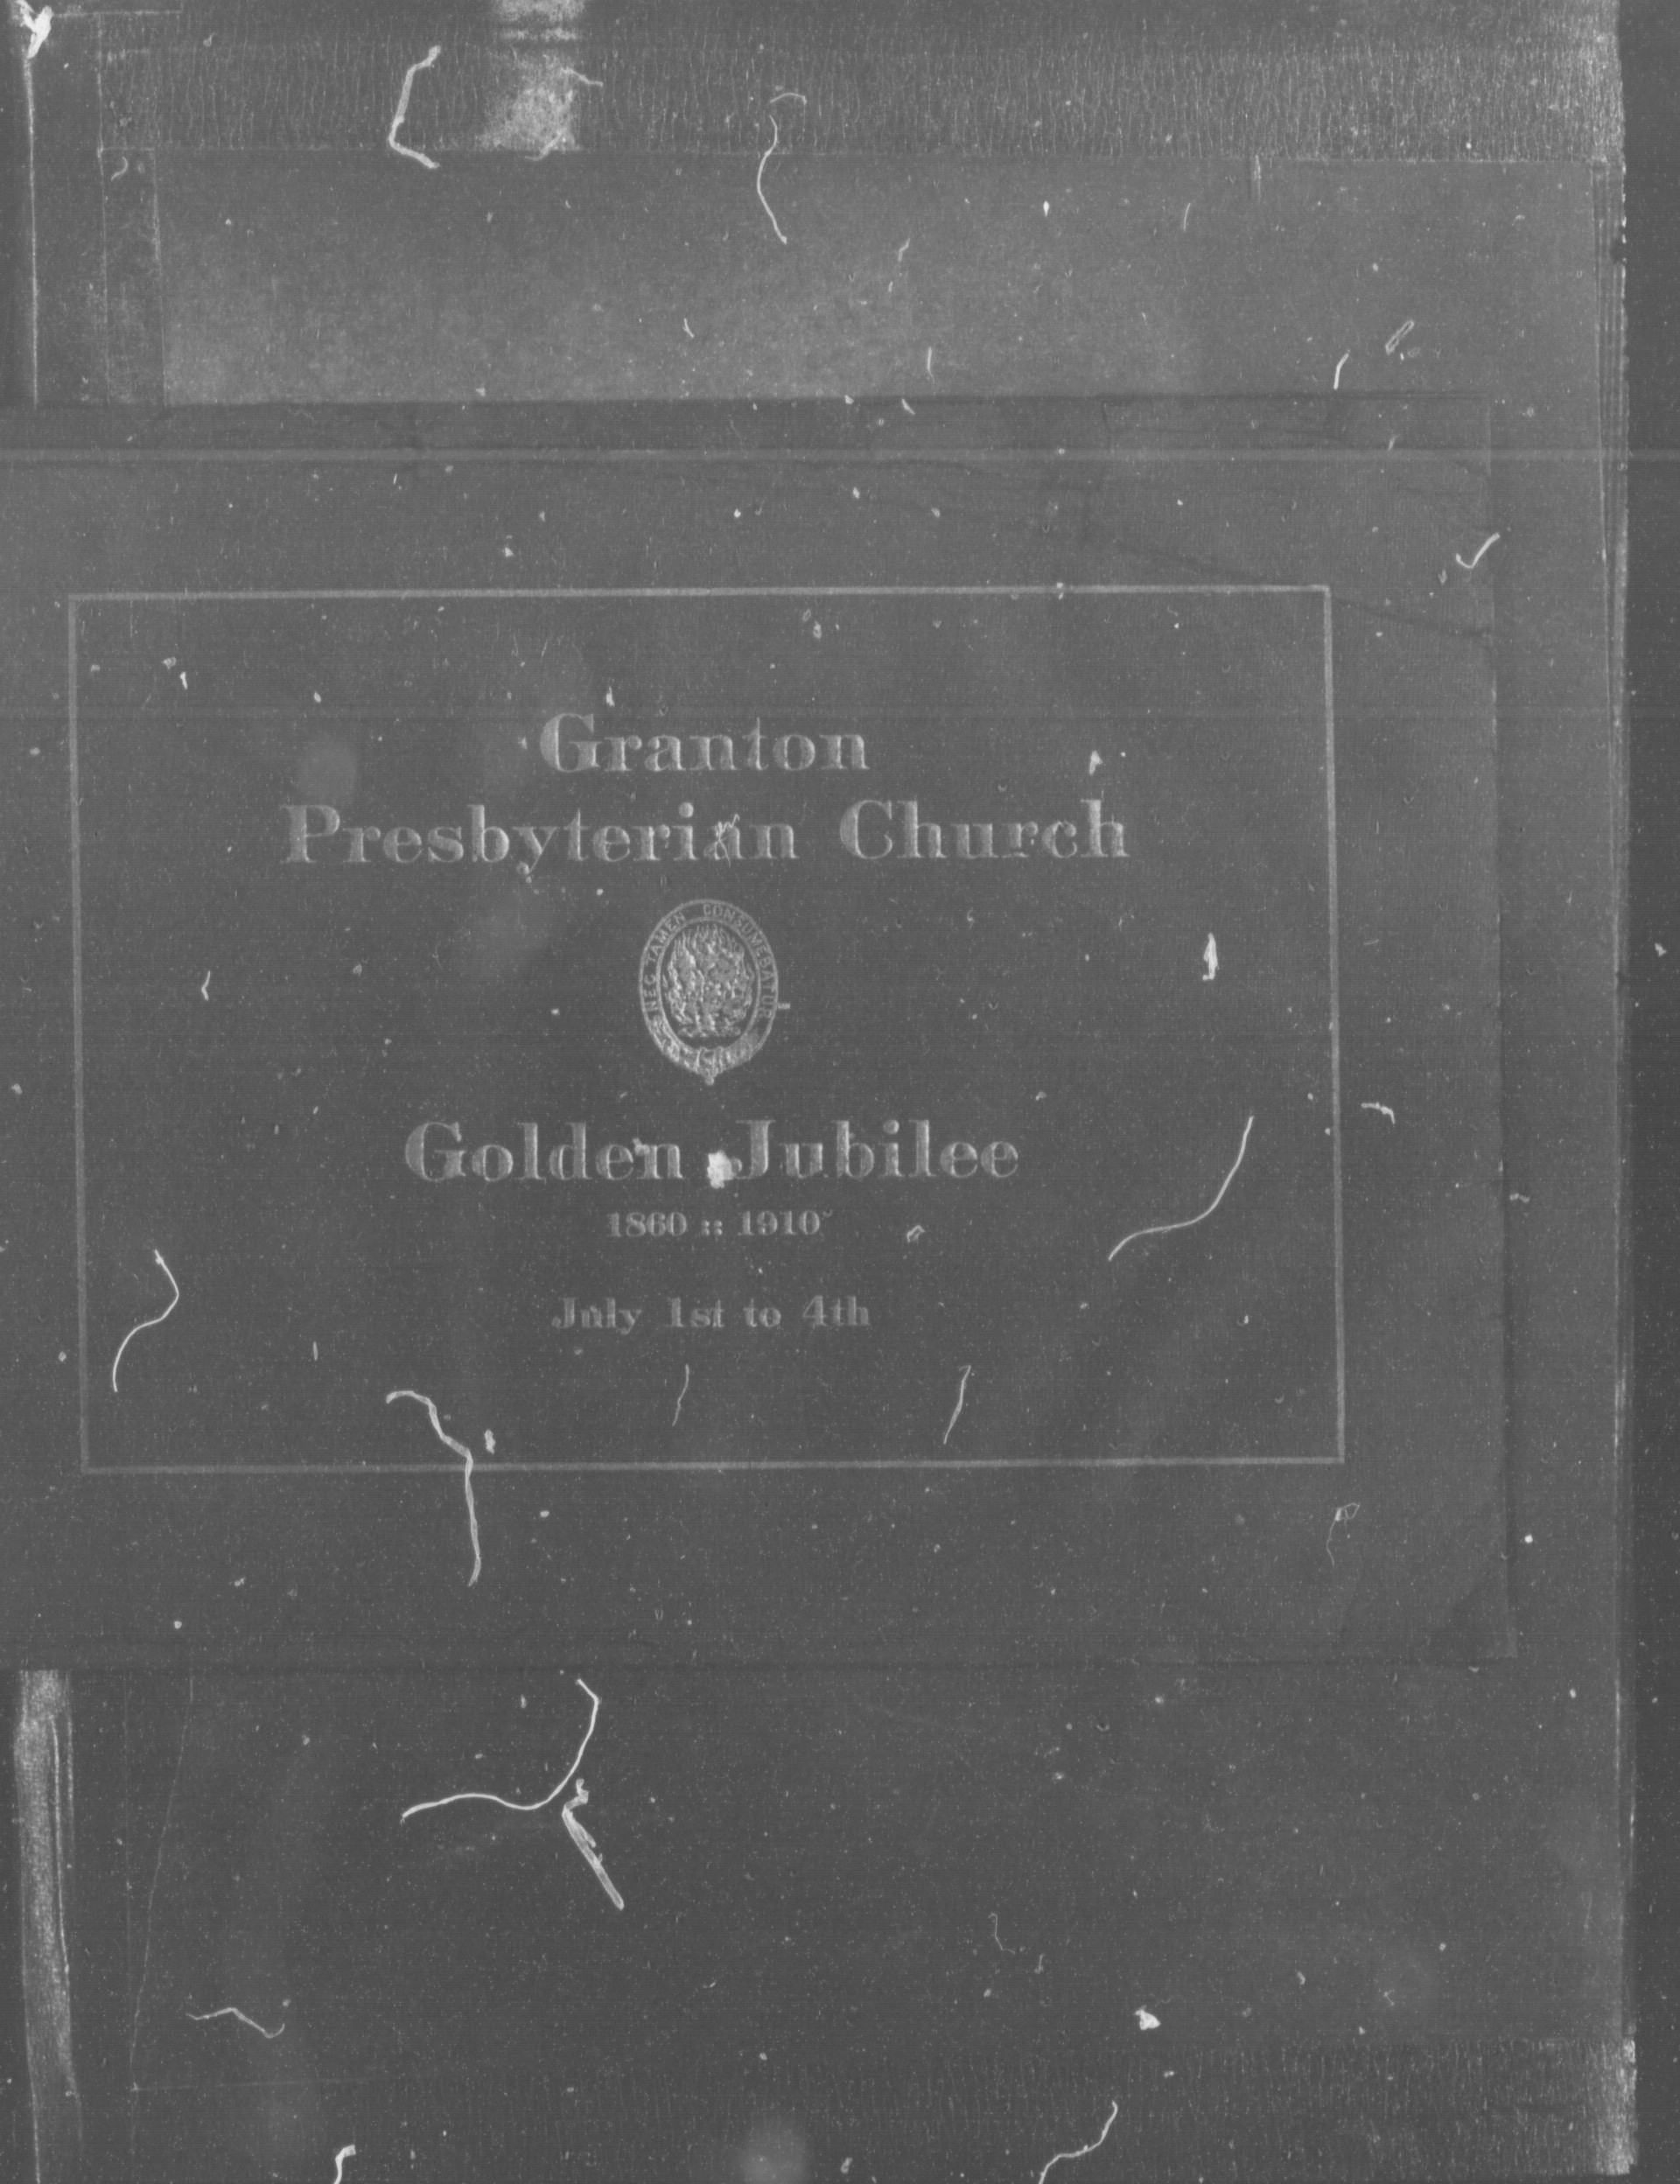 Granton
Presbyterian Church
NEC TAMEN CONSUMEBATUR
Golden Jubilee
1860 :: 1910
July 1st to 4th